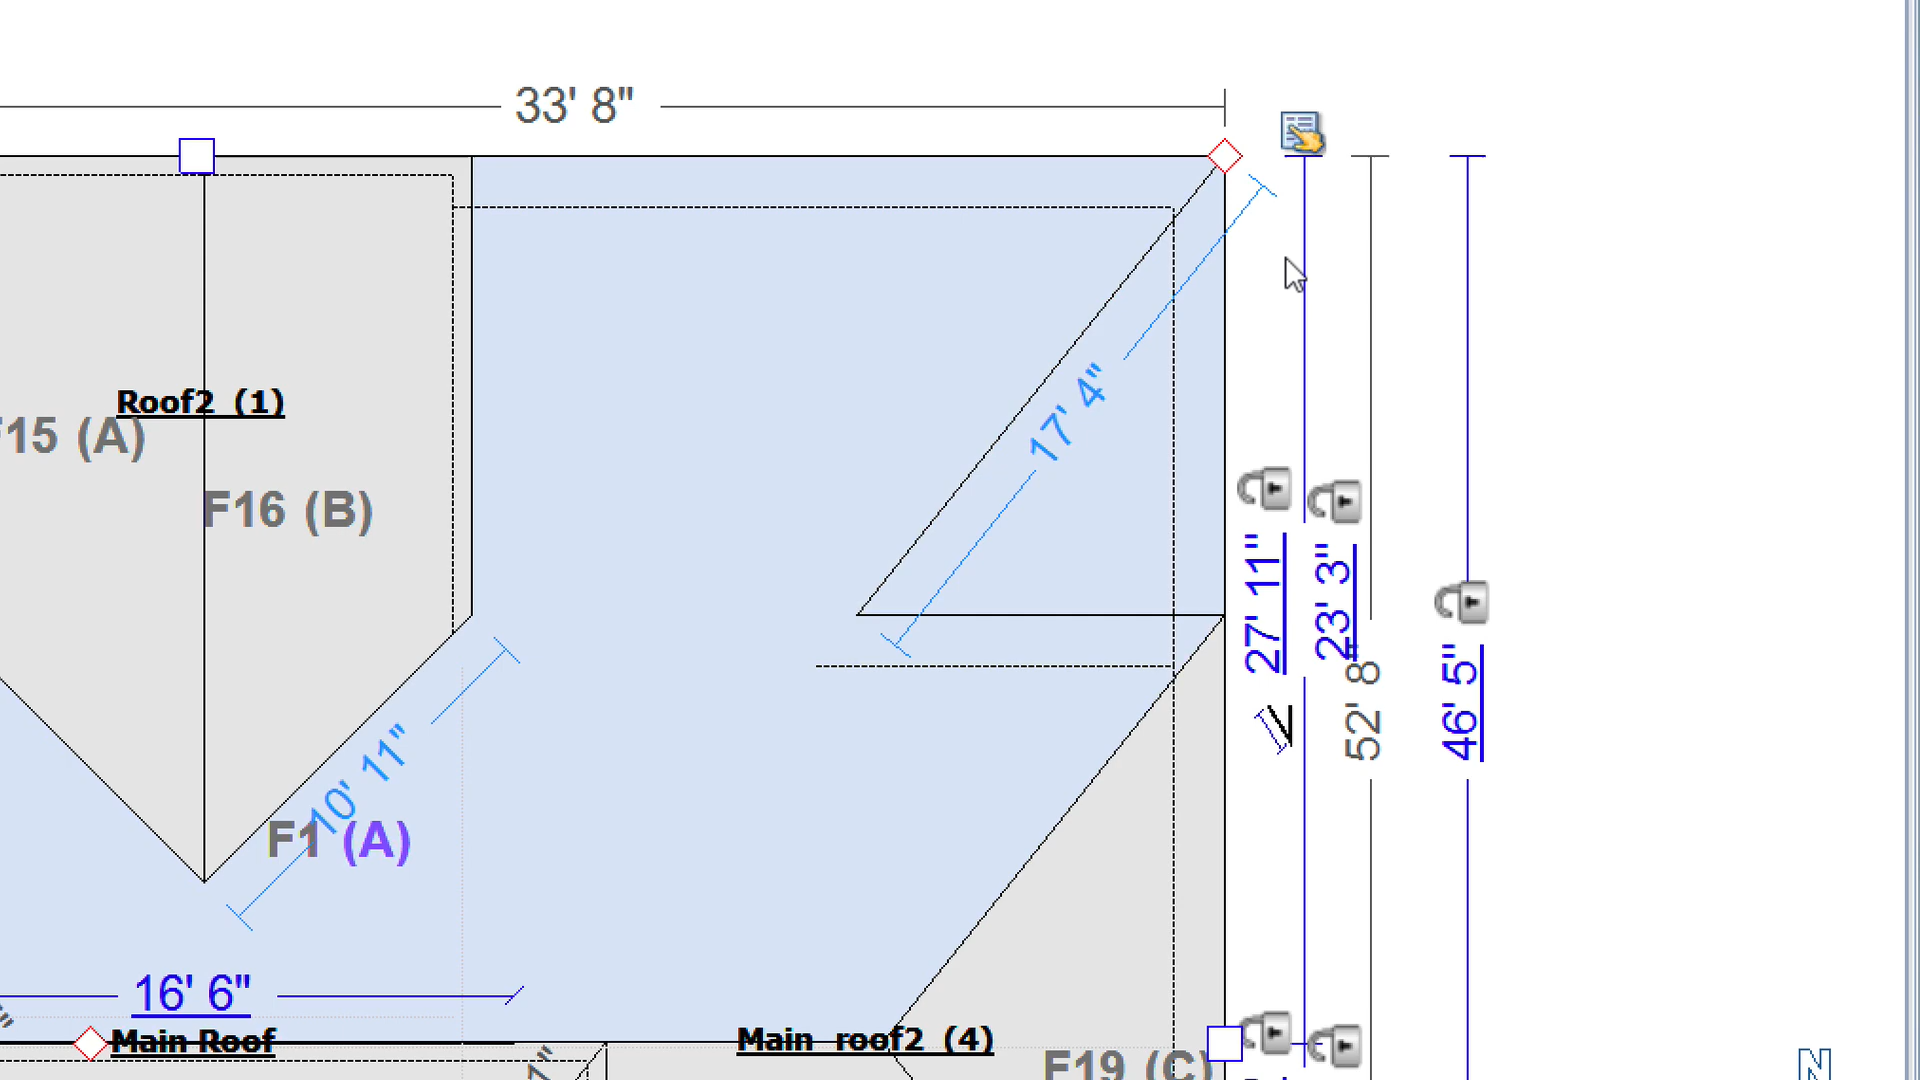 33' 8"
Roof2 (1)
F15 (A)
17' 4"
F16 (B)
27' 11"
23' 3"
46' 5"
52' 8
10' 11"
F1 (A)
16' 6"
Main Roof
Main roof2 (4)
F19 (C)
N